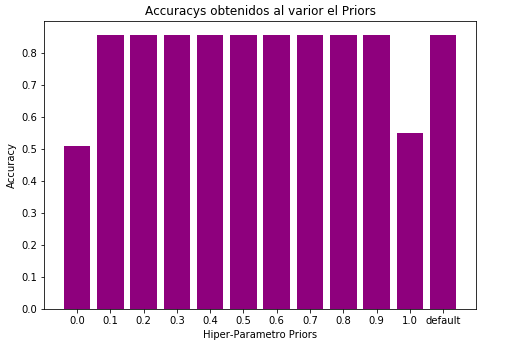 Accuracys obtenidos al varior el Priors
Accuracy
0.8
0.7
0.6
0.5
0.4
0.3
0.2
0.1
0.0
0.0 0.1 0.2 0.3 0.4 0.5 0.6 0.7 0.8 0.9 1.0 default
Hiper-Parametro Priors